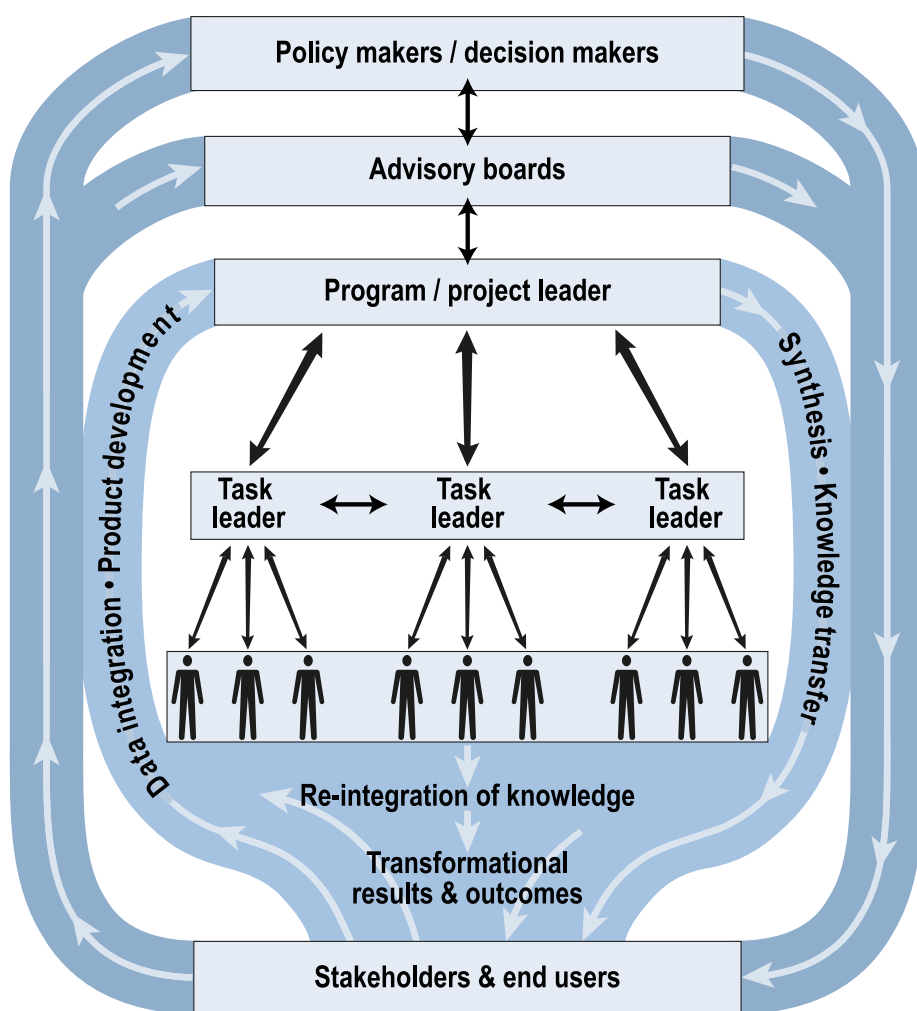 Policy makers / decision makers
Advisory boards
Program / project leader
Data integration • Product development
Synthesis • Knowledge transfer
Task
leader
Task
leader
Task
leader
Re-integration of knowledge
Transformational
results & outcomes
Stakeholders & end users